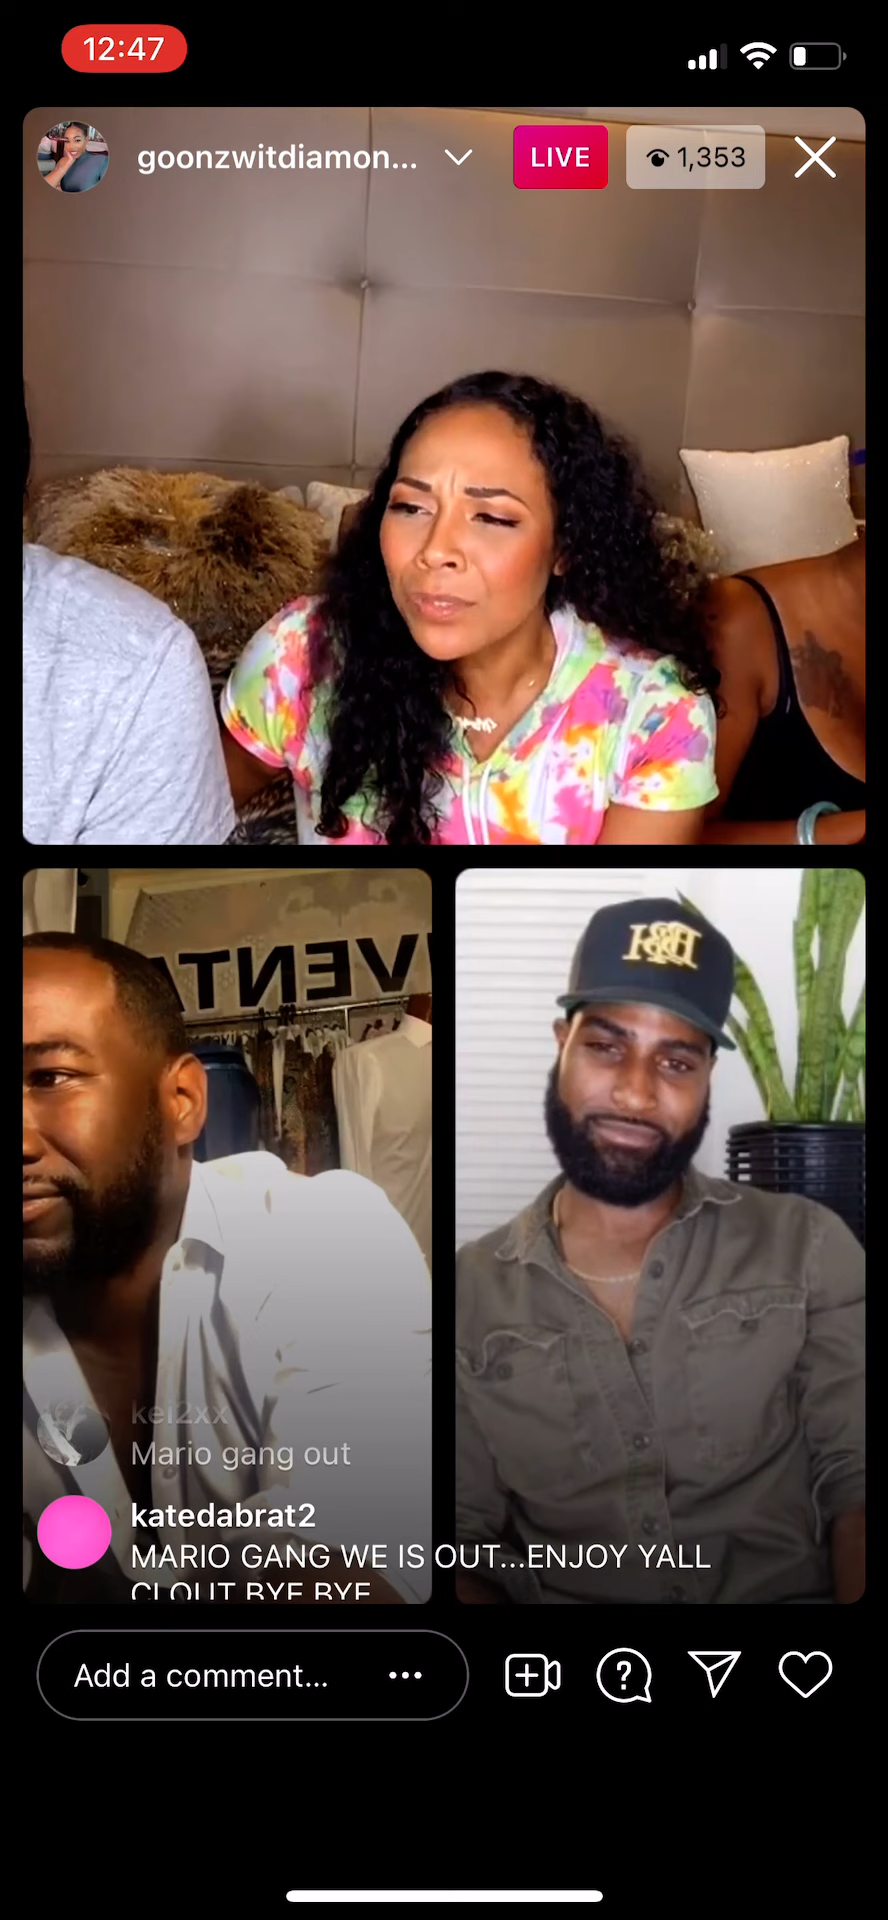 12:47
goonzwitdiamon...
LIVE
1,353
VENTA
kei2xx
Mario gang out
katedabrat2
MARIO GANG WE IS OUT...ENJOY YALL
CLOUT BYE BYE
Add a comment...